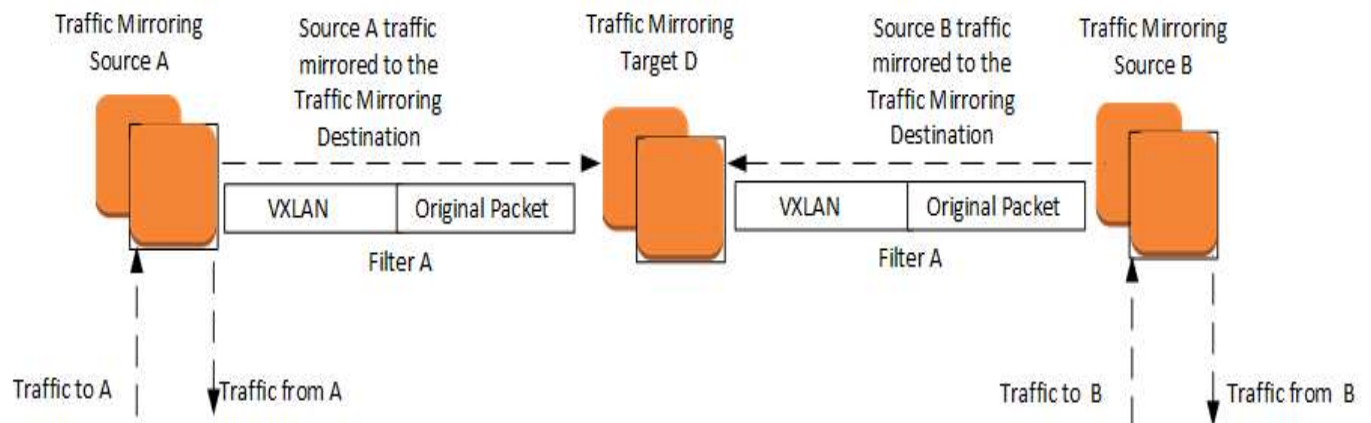 Traffic Mirroring
Source A
Source A traffic
mirrored to the
Traffic Mirroring
Destination
Traffic Mirroring
Target D
Source B traffic
mirrored to the
Traffic Mirroring
Destination
Traffic Mirroring
Source B
VXLAN
Original Packet
VXLAN
Original Packet
Filter A
Filter A
Traffic to A
Traffic from A
Traffic to B
Traffic from B